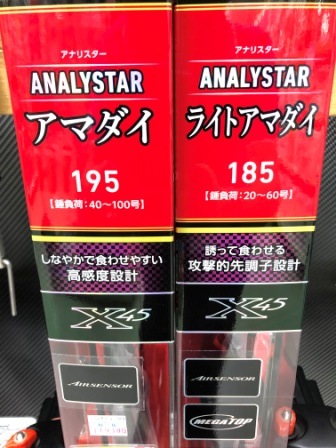 アナリスター
ANALYSTAR
アマダイ
195
【錘負荷:40〜100号】
しなやかで食わせやすい
高感度設計
X45
AIRSENSOR
アナリスター
ANALYSTAR
ライトアマダイ
185
【錘負荷:20〜60号】
誘って食わせる
攻撃的先調子設計
X45
AIRSENSOR
MEGATOP